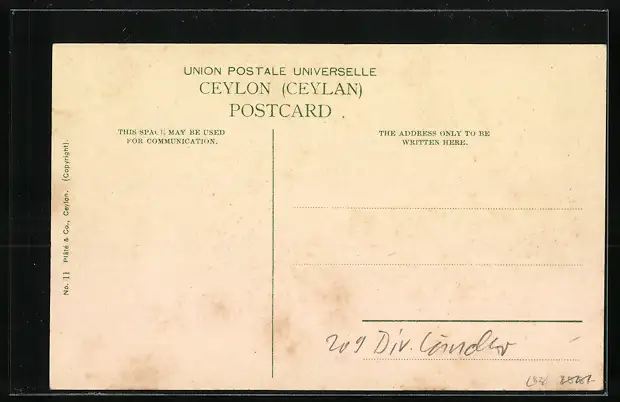 UNION POSTALE UNIVERSELLE
CEYLON (CEYLAN)
POSTCARD.
THIS SPACE MAY BE USED
FOR COMMUNICATION.
THE ADDRESS ONLY TO BE
WRITTEN HERE.
No. 11 Plâté & Co., Ceylon. (Copyright).
209 Div. Länder